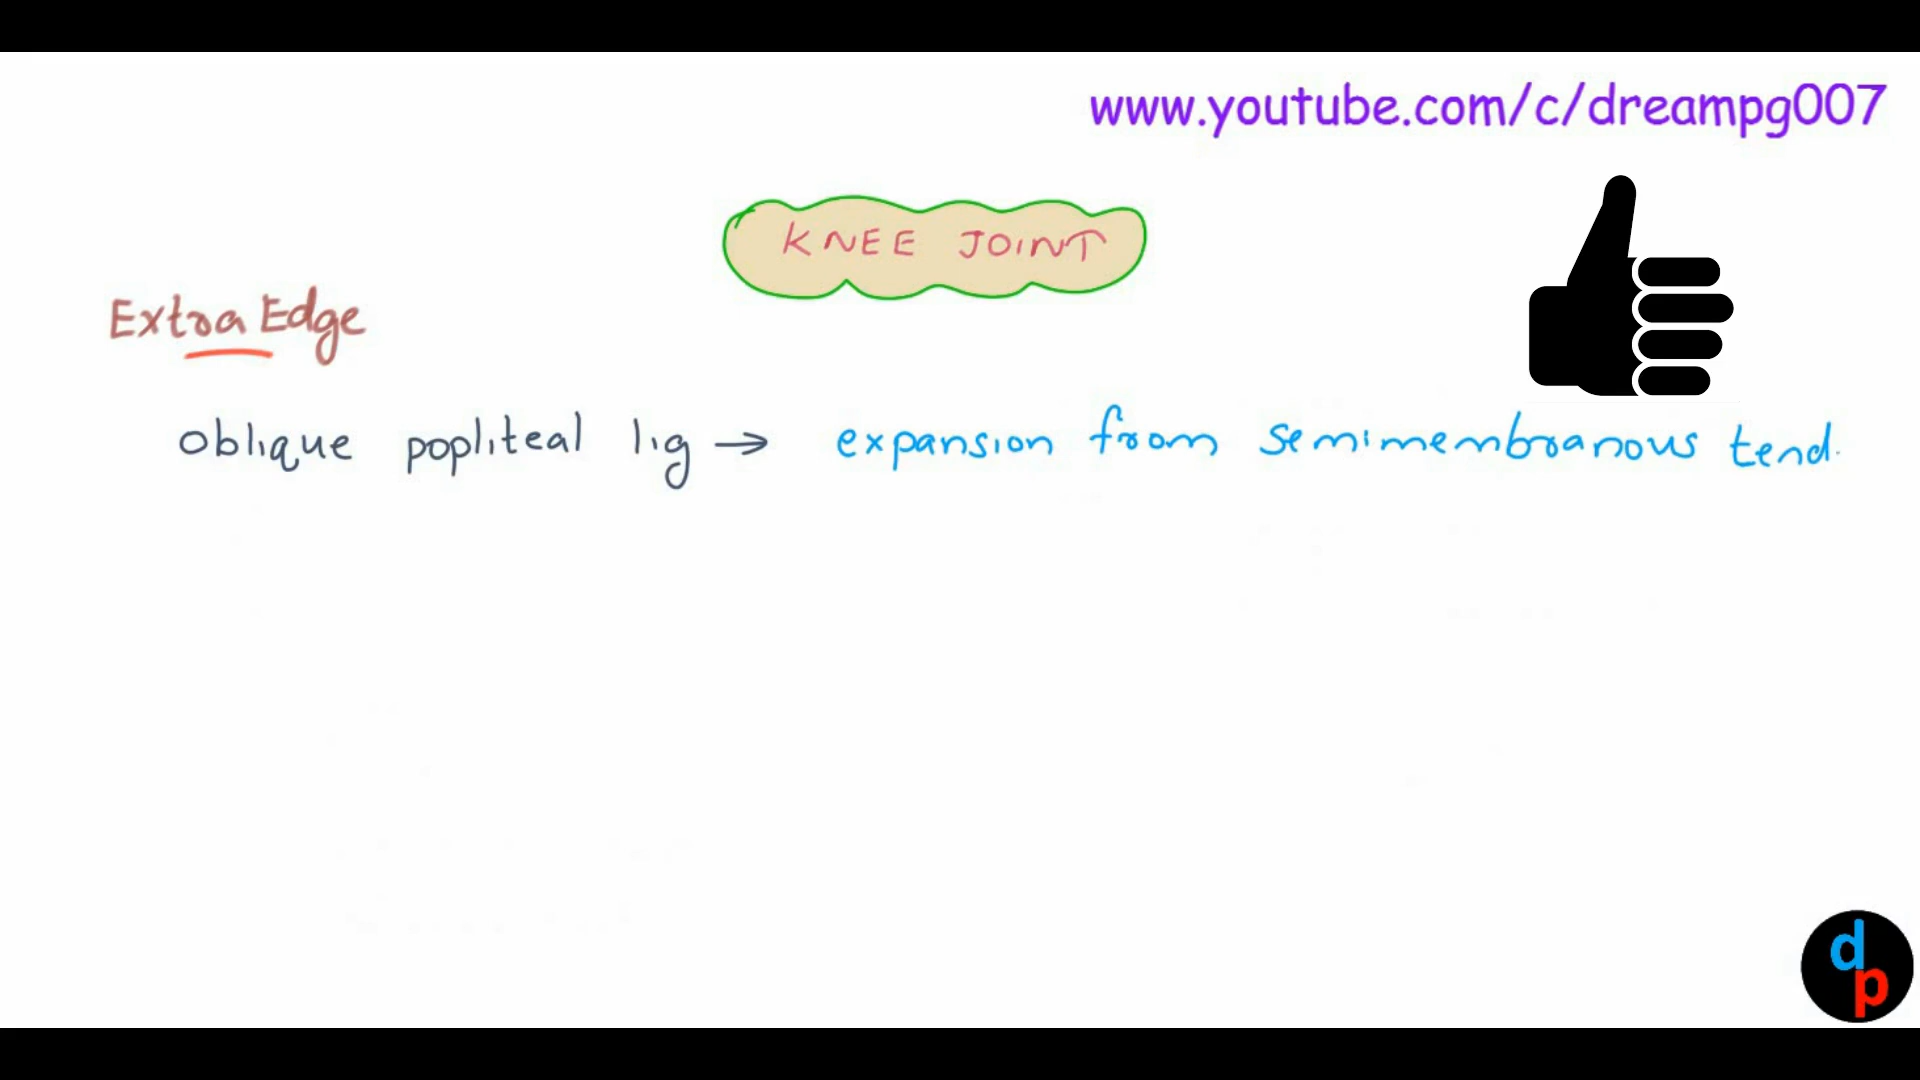 www.youtube.com/c/dreampg007
KNEE JOINT
Extra Edge
oblique popliteal lig → expansion from semimembranous tend.
dp